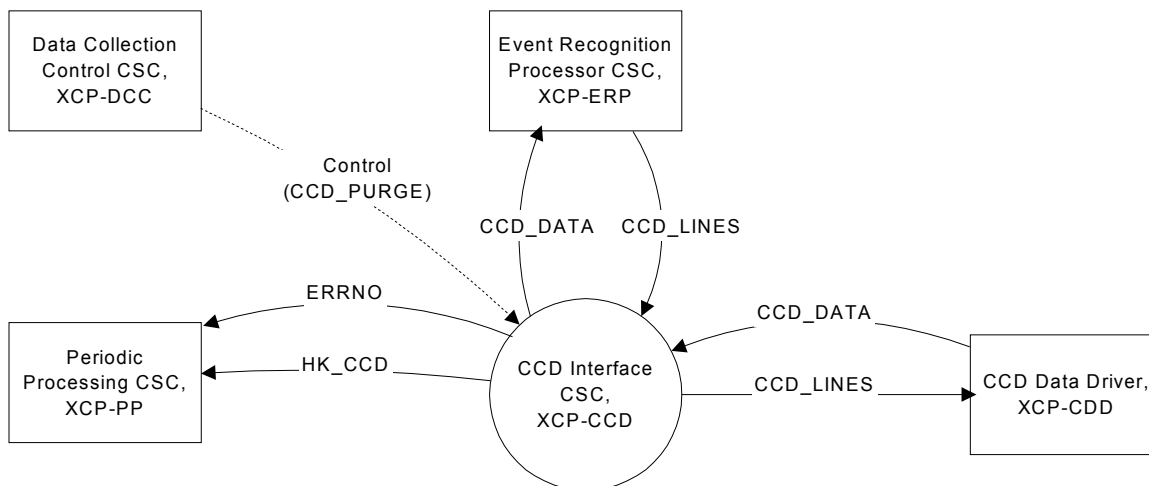 Data Collection
Control CSC,
XCP-DCC
Event Recognition
Processor CSC,
XCP-ERP
Control
(CCD_PURGE)
CCD_DATA
CCD_LINES
ERRNO
CCD_DATA
Periodic
Processing CSC,
XCP-PP
HK_CCD
CCD Interface
CSC,
XCP-CCD
CCD_LINES
CCD Data Driver,
XCP-CDD